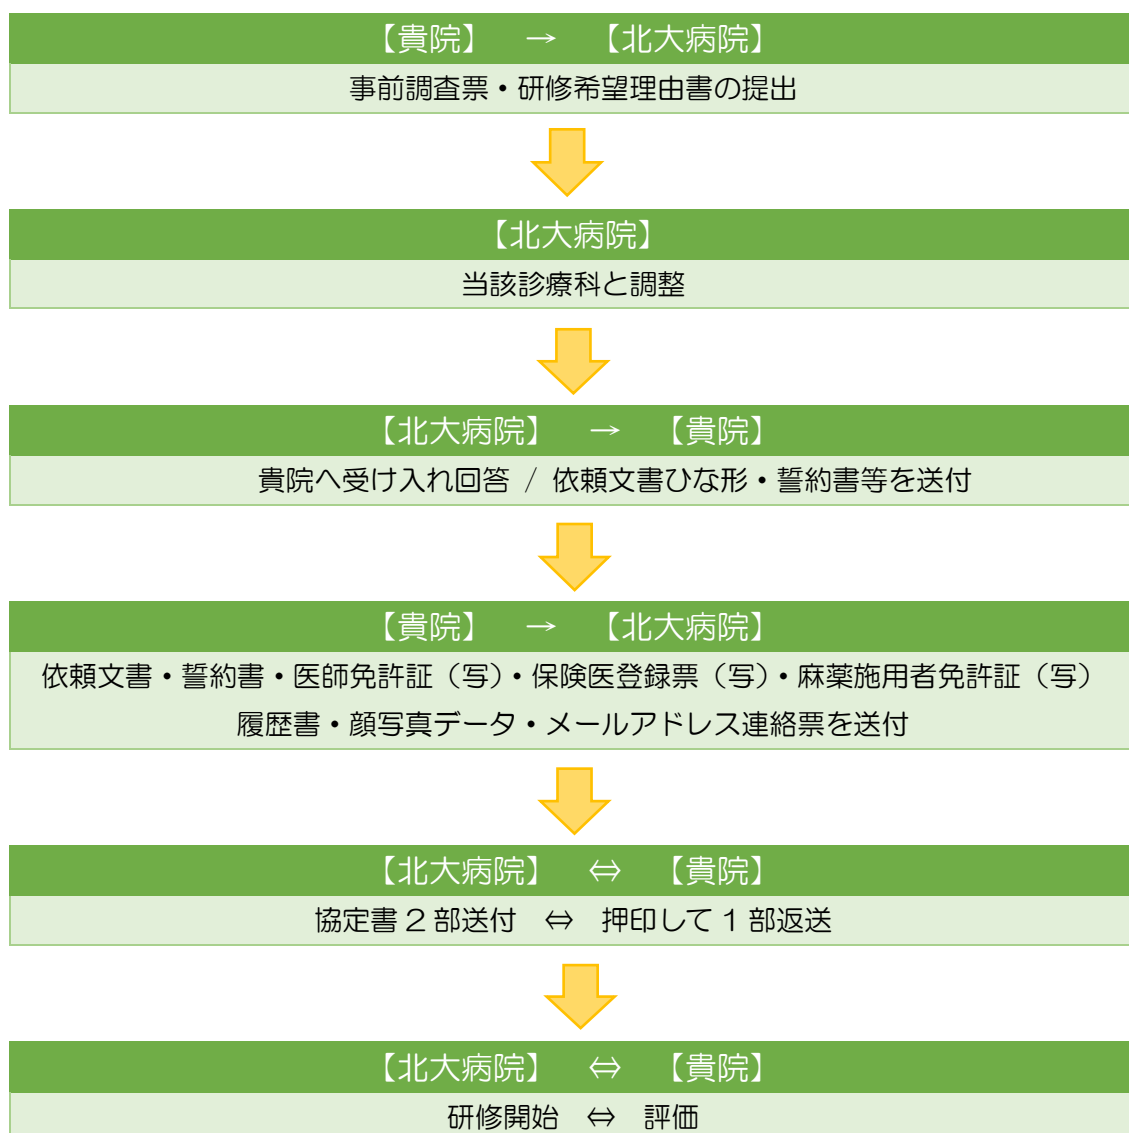 【貴院】 → 【北大病院】
事前調査票・研修希望理由書の提出
【北大病院】
当該診療科と調整
【北大病院】 → 【貴院】
貴院へ受け入れ回答 / 依頼文書ひな形・誓約書等を送付
【貴院】 → 【北大病院】
依頼文書・誓約書・医師免許証（写）・保険医登録票（写）・麻薬施用者免許証（写）
履歴書・顔写真データ・メールアドレス連絡票を送付
【北大病院】 ⇔ 【貴院】
協定書２部送付 ⇔ 押印して１部返送
【北大病院】 ⇔ 【貴院】
研修開始 ⇔ 評価